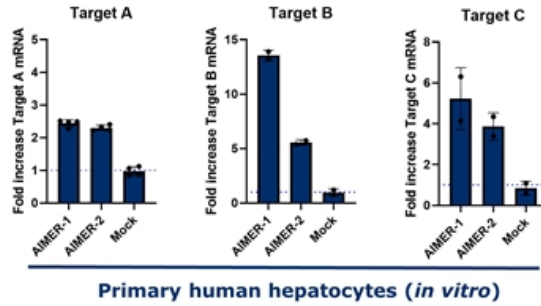 Target A
Fold increase Target A mRNA
5
4
3
2
1
0
AIMER-1
AIMER-2
Mock
Target B
Fold increase Target B mRNA
15
10
5
0
AIMER-1
AIMER-2
Mock
Target C
Fold increase Target C mRNA
8
6
4
2
0
AIMER-1
AIMER-2
Mock
Primary human hepatocytes (in vitro)